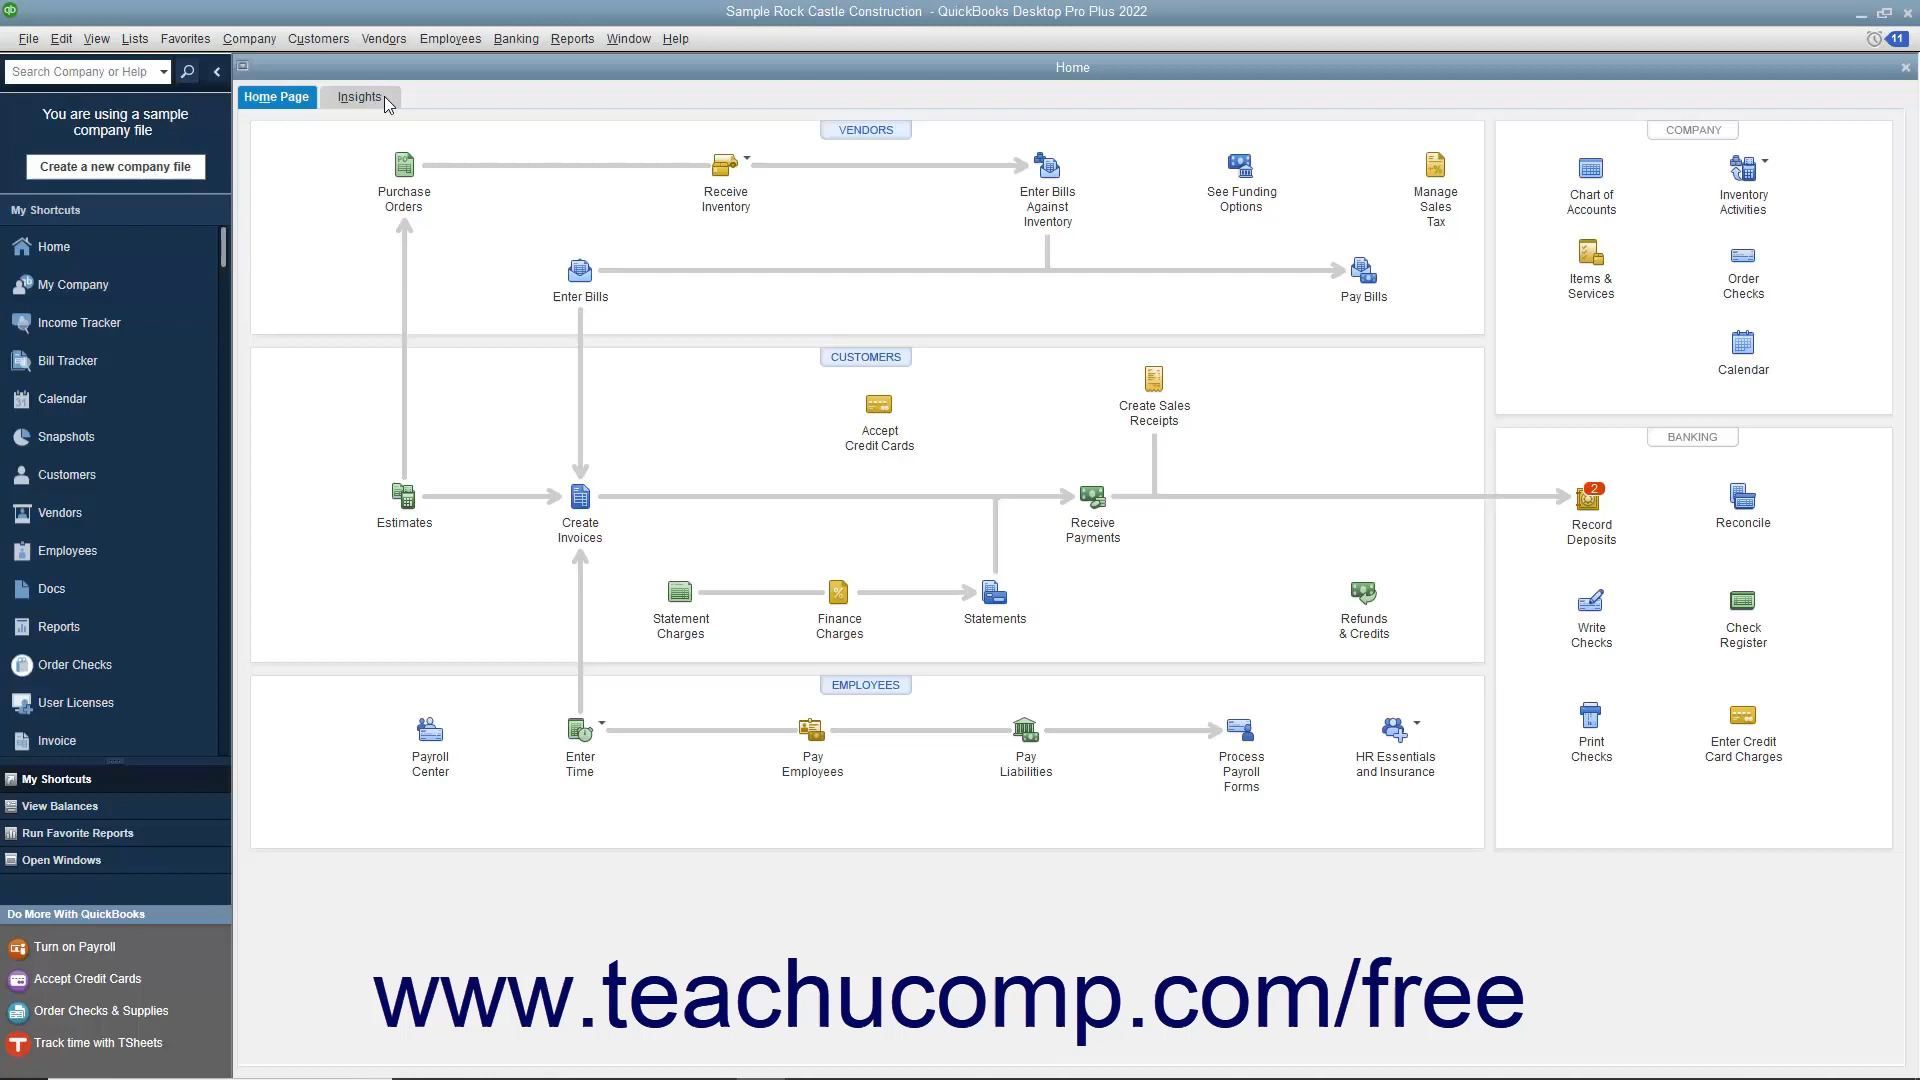 qb
Sample Rock Castle Construction - QuickBooks Desktop Pro Plus 2022
File Edit View Lists Favorites Company Customers Vendors Employees Banking Reports Window Help
11
Search Company or Help
Home
Home Page
Insights
You are using a sample
company file
Create a new company file
My Shortcuts
Home
My Company
Income Tracker
Bill Tracker
Calendar
Snapshots
Customers
Vendors
Employees
Docs
Reports
Order Checks
User Licenses
Invoice
My Shortcuts
View Balances
Run Favorite Reports
Open Windows
Do More With QuickBooks
Turn on Payroll
Accept Credit Cards
Order Checks & Supplies
Track time with TSheets
VENDORS
Purchase
Orders
Receive
Inventory
Enter Bills
Against
Inventory
See Funding
Options
Manage
Sales
Tax
Enter Bills
Pay Bills
CUSTOMERS
Accept
Credit Cards
Create Sales
Receipts
Estimates
Create
Invoices
Receive
Payments
Statement
Charges
Finance
Charges
Statements
Refunds
& Credits
EMPLOYEES
Payroll
Center
Enter
Time
Pay
Employees
Pay
Liabilities
Process
Payroll
Forms
HR Essentials
and Insurance
COMPANY
Chart of
Accounts
Inventory
Activities
Items &
Services
Order
Checks
Calendar
BANKING
2
Record
Deposits
Reconcile
Write
Checks
Check
Register
Print
Checks
Enter Credit
Card Charges
www.teachucomp.com/free